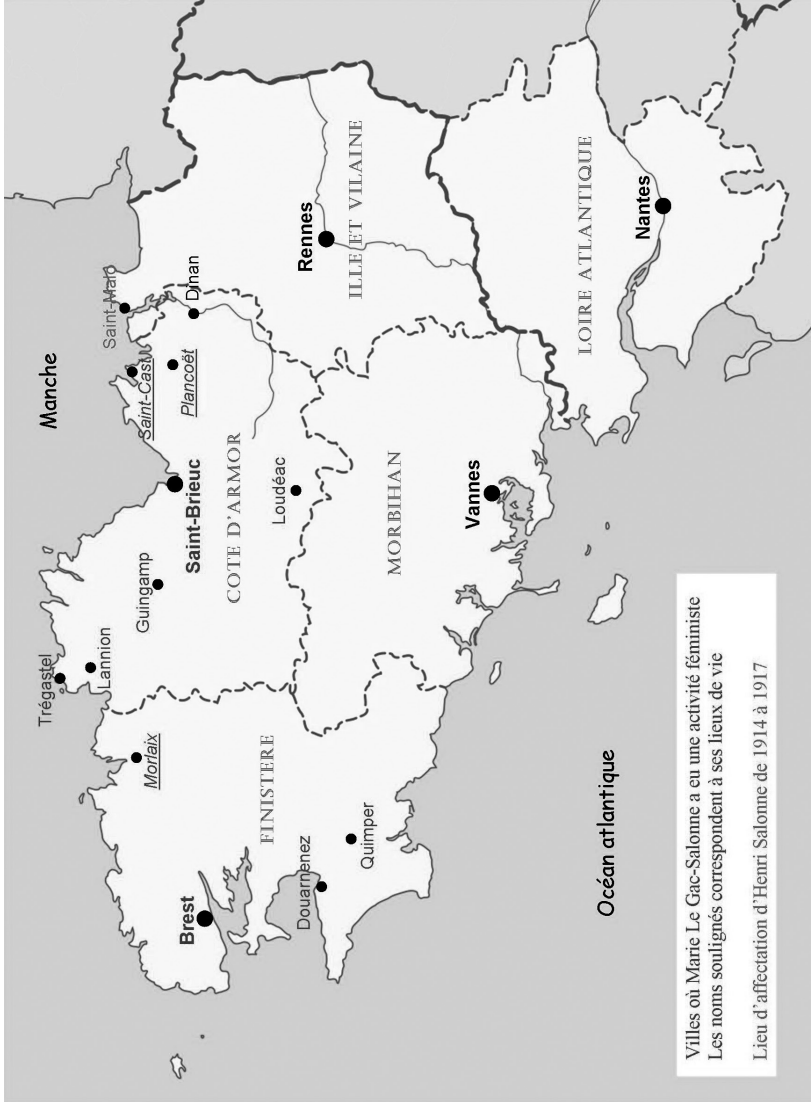 Manche
Trégastel
Lannion
Morlaix
Guingamp
Saint-Brieuc
Saint-Cast
Plancoët
Saint-Malo
Dinan
Brest
FINISTERE
COTE D'ARMOR
Loudéac
Rennes
ILLE ET VILAINE
Douarnenez
Quimper
MORBIHAN
Vannes
LOIRE ATLANTIQUE
Nantes
Océan atlantique
Villes où Marie Le Gac-Salonne a eu une activité féministe
Les noms soulignés correspondent à ses lieux de vie
Lieu d'affectation d'Henri Salonne de 1914 à 1917